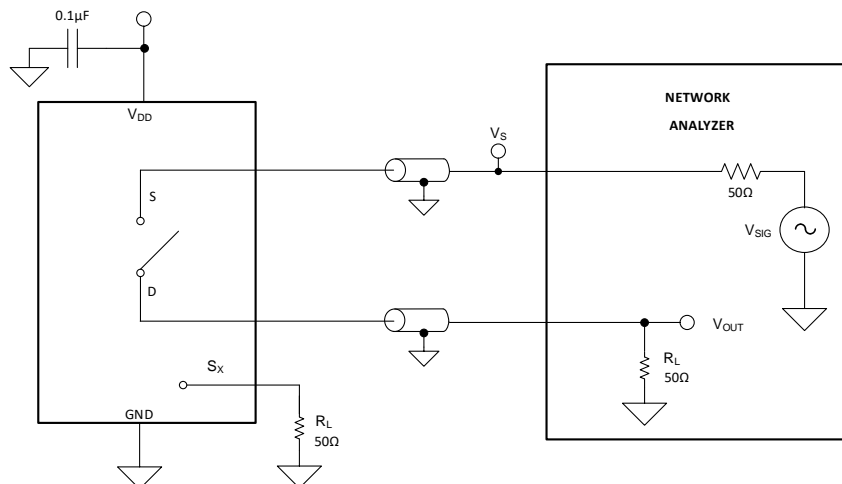 0.1µF
V_DD
NETWORK
ANALYZER
V_S
50Ω
S
V_SIG
D
V_OUT
S_X
R_L
50Ω
GND
R_L
50Ω